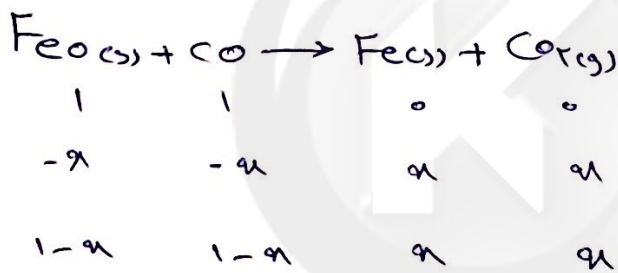 FeO(s) + CO → Fe(s) + CO₂(g)
1 1 0 0
-x -x x x
1-x 1-x x x